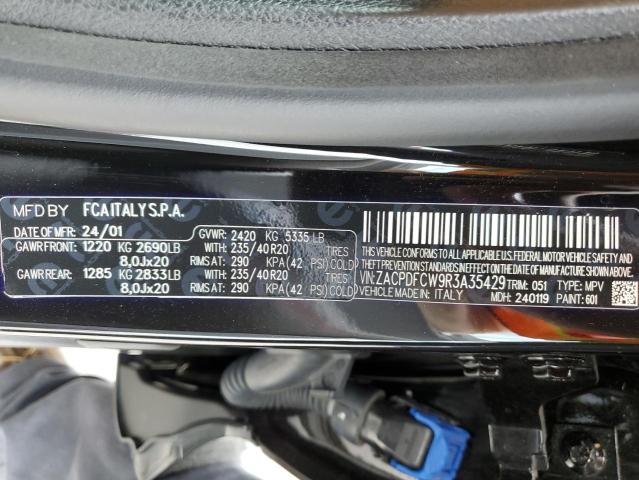 MFD BY FCA ITALY S.P.A.
DATE OF MFR: 24/01 GVWR: 2420 KG 5335 LB
GAWR FRONT: 1220 KG 2690LB WITH 235/40R20 TIRES
8,0Jx20 RIMS AT 290 KPA(42 PSI)COLD
GAWR REAR: 1285 KG 2833LB WITH 235/40R20 TIRES
8,0Jx20 RIMS AT 290 KPA(42 PSI)COLD
THIS VEHICLE CONFORMS TO ALL APPLICABLE U.S.
FEDERAL MOTOR VEHICLE SAFETY, BUMPER, AND THEFT PREVENTION
STANDARDS IN EFFECT ON THE DATE OF MANUFACTURE SHOWN ABOVE.
VIN:ZACPDFCW9R3A35429 TRIM: 051 TYPE: MPV
VEHICLE MADE IN: ITALY MDH: 240119 PAINT: 601